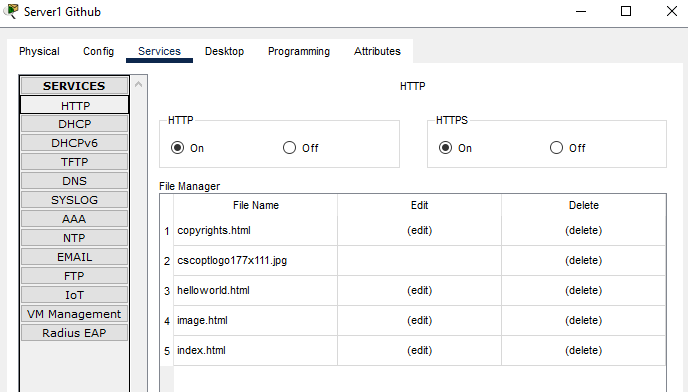 Server1 Github
Physical Config Services Desktop Programming Attributes
SERVICES
HTTP
DHCP
DHCPv6
TFTP
DNS
SYSLOG
AAA
NTP
EMAIL
FTP
IoT
VM Management
Radius EAP
HTTP
HTTP
On Off
HTTPS
On Off
File Manager
File Name Edit Delete
1 copyrights.html (edit) (delete)
2 cscoptlogo177x111.jpg (delete)
3 helloworld.html (edit) (delete)
4 image.html (edit) (delete)
5 index.html (edit) (delete)